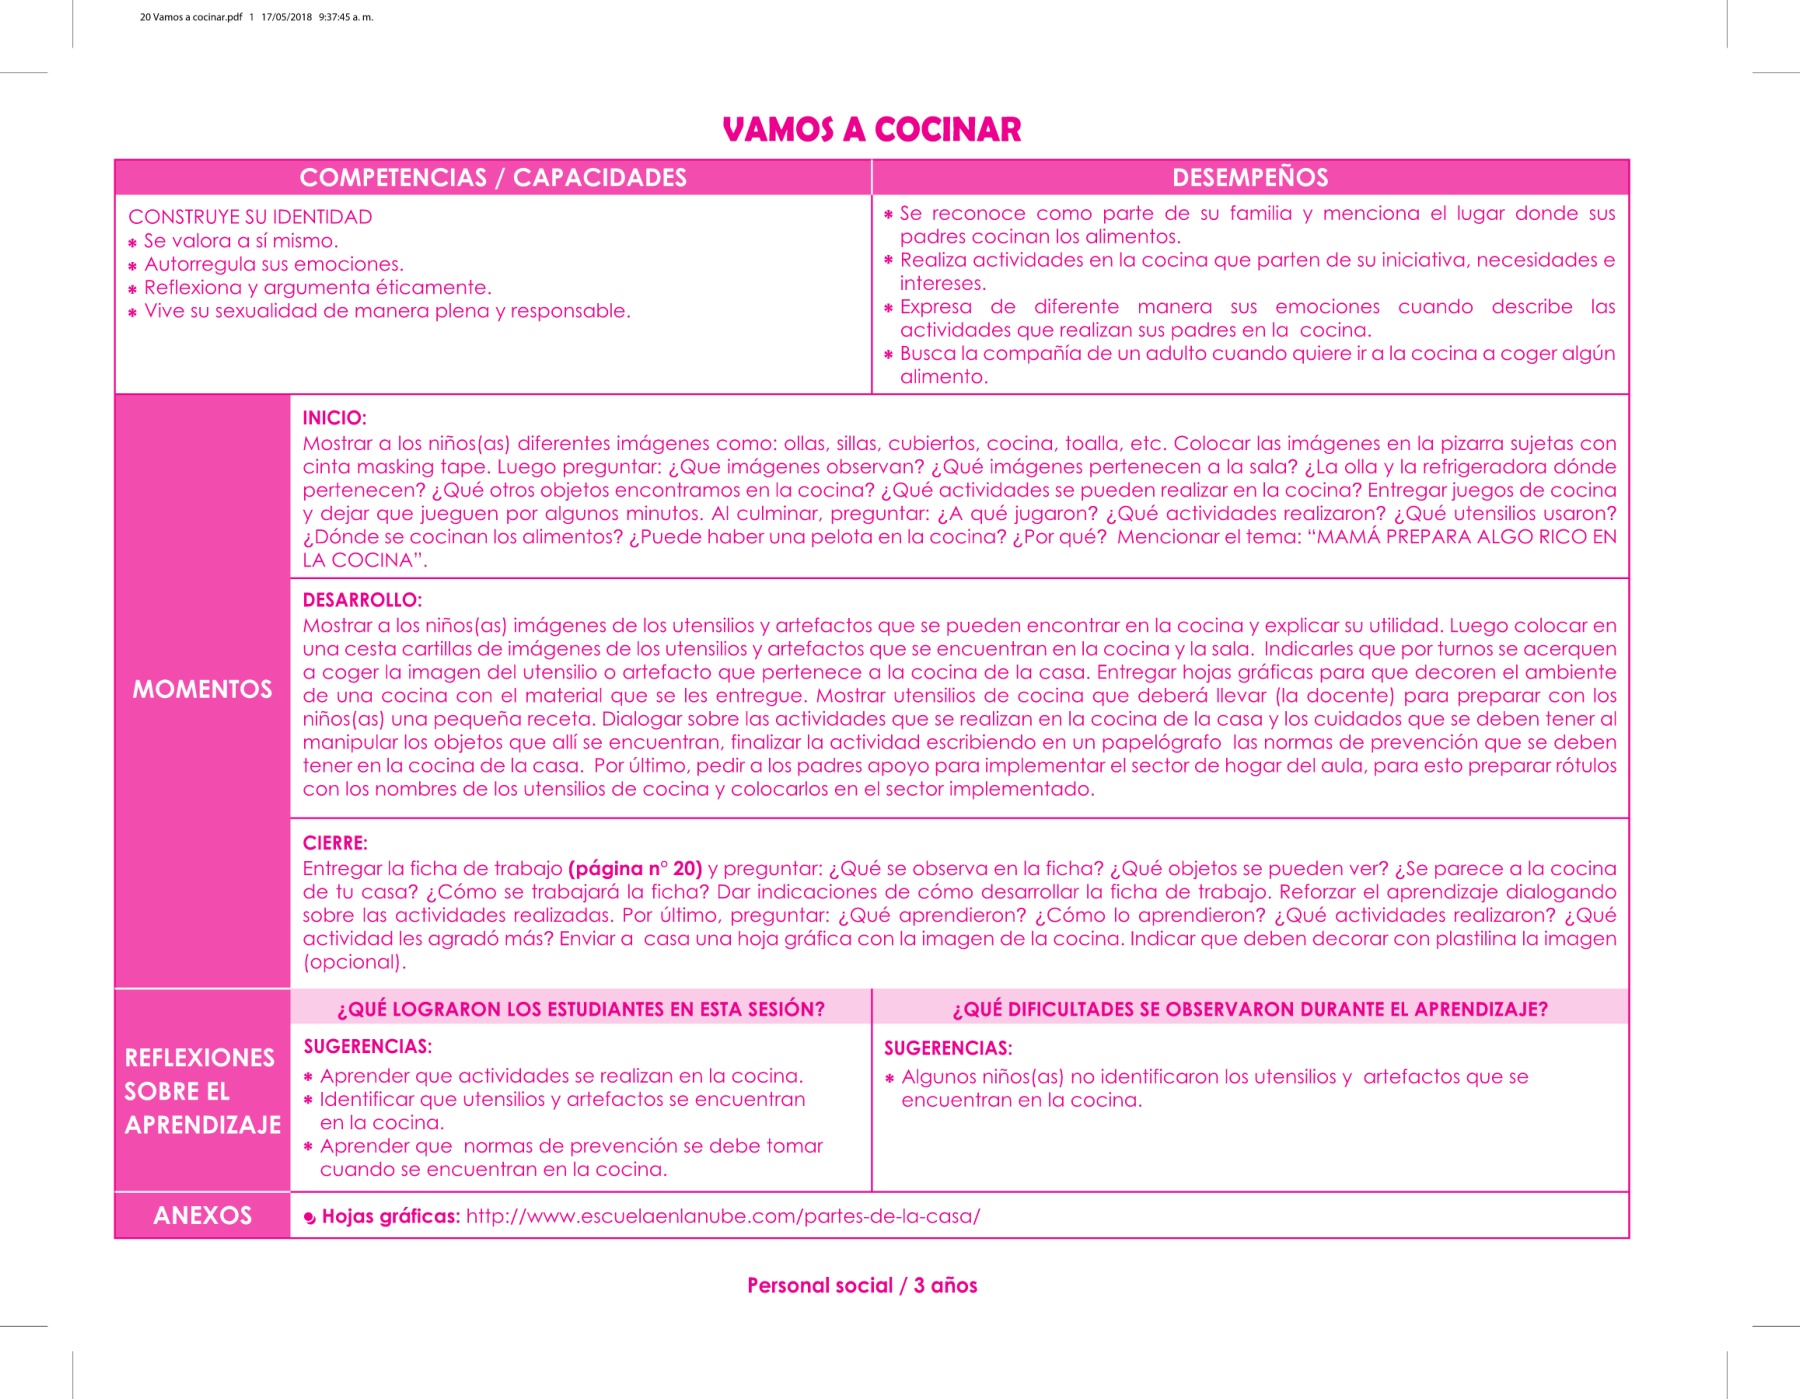 20 Vamos a cocinar.pdf 1 17/05/2018 9:37:45 a. m.
VAMOS A COCINAR
COMPETENCIAS / CAPACIDADES
DESEMPEÑOS
CONSTRUYE SU IDENTIDAD
* Se valora a sí mismo.
* Autorregula sus emociones.
* Reflexiona y argumenta éticamente.
* Vive su sexualidad de manera plena y responsable.
* Se reconoce como parte de su familia y menciona el lugar donde sus
padres cocinan los alimentos.
* Realiza actividades en la cocina que parten de su iniciativa, necesidades e
intereses.
* Expresa de diferente manera sus emociones cuando describe las
actividades que realizan sus padres en la cocina.
* Busca la compañía de un adulto cuando quiere ir a la cocina a coger algún
alimento.
MOMENTOS
INICIO:
Mostrar a los niños(as) diferentes imágenes como: ollas, sillas, cubiertos, cocina, toalla, etc. Colocar las imágenes en la pizarra sujetas con
cinta masking tape. Luego preguntar: ¿Que imágenes observan? ¿Qué imágenes pertenecen a la sala? ¿La olla y la refrigeradora dónde
pertenecen? ¿Qué otros objetos encontramos en la cocina? ¿Qué actividades se pueden realizar en la cocina? Entregar juegos de cocina
y dejar que jueguen por algunos minutos. Al culminar, preguntar: ¿A qué jugaron? ¿Qué actividades realizaron? ¿Qué utensilios usaron?
¿Dónde se cocinan los alimentos? ¿Puede haber una pelota en la cocina? ¿Por qué? Mencionar el tema: “MAMÁ PREPARA ALGO RICO EN
LA COCINA”.
DESARROLLO:
Mostrar a los niños(as) imágenes de los utensilios y artefactos que se pueden encontrar en la cocina y explicar su utilidad. Luego colocar en
una cesta cartillas de imágenes de los utensilios y artefactos que se encuentran en la cocina y la sala. Indicarles que por turnos se acerquen
a coger la imagen del utensilio o artefacto que pertenece a la cocina de la casa. Entregar hojas gráficas para que decoren el ambiente
de una cocina con el material que se les entregue. Mostrar utensilios de cocina que deberá llevar (la docente) para preparar con los
niños(as) una pequeña receta. Dialogar sobre las actividades que se realizan en la cocina de la casa y los cuidados que se deben tener al
manipular los objetos que allí se encuentran, finalizar la actividad escribiendo en un papelógrafo las normas de prevención que se deben
tener en la cocina de la casa. Por último, pedir a los padres apoyo para implementar el sector de hogar del aula, para esto preparar rótulos
con los nombres de los utensilios de cocina y colocarlos en el sector implementado.
CIERRE:
Entregar la ficha de trabajo (página n° 20) y preguntar: ¿Qué se observa en la ficha? ¿Qué objetos se pueden ver? ¿Se parece a la cocina
de tu casa? ¿Cómo se trabajará la ficha? Dar indicaciones de cómo desarrollar la ficha de trabajo. Reforzar el aprendizaje dialogando
sobre las actividades realizadas. Por último, preguntar: ¿Qué aprendieron? ¿Cómo lo aprendieron? ¿Qué actividades realizaron? ¿Qué
actividad les agradó más? Enviar a casa una hoja gráfica con la imagen de la cocina. Indicar que deben decorar con plastilina la imagen
(opcional).
REFLEXIONES
SOBRE EL
APRENDIZAJE
¿QUÉ LOGRARON LOS ESTUDIANTES EN ESTA SESIÓN?
SUGERENCIAS:
* Aprender que actividades se realizan en la cocina.
* Identificar que utensilios y artefactos se encuentran
en la cocina.
* Aprender que normas de prevención se debe tomar
cuando se encuentran en la cocina.
¿QUÉ DIFICULTADES SE OBSERVARON DURANTE EL APRENDIZAJE?
SUGERENCIAS:
* Algunos niños(as) no identificaron los utensilios y artefactos que se
encuentran en la cocina.
ANEXOS
Hojas gráficas: http://www.escuelaenlanube.com/partes-de-la-casa/
Personal social / 3 años